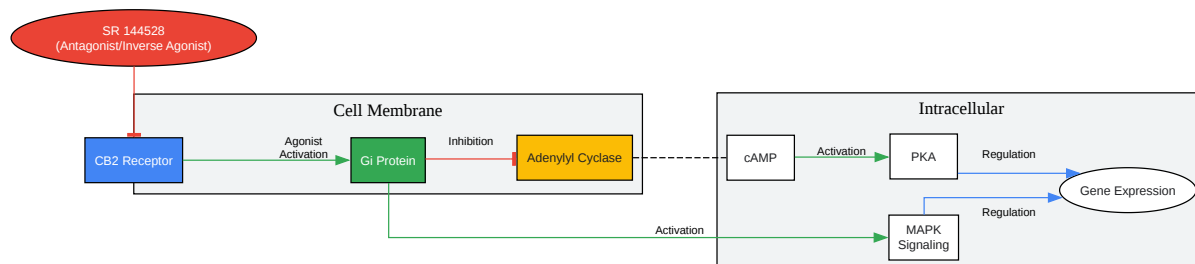 SR 144528
(Antagonist/Inverse Agonist)
Cell Membrane
Intracellular
CB2 Receptor
Agonist
Activation
Gi Protein
Inhibition
Adenylyl Cyclase
cAMP
Activation
PKA
Regulation
Gene Expression
Regulation
Activation
MAPK
Signaling